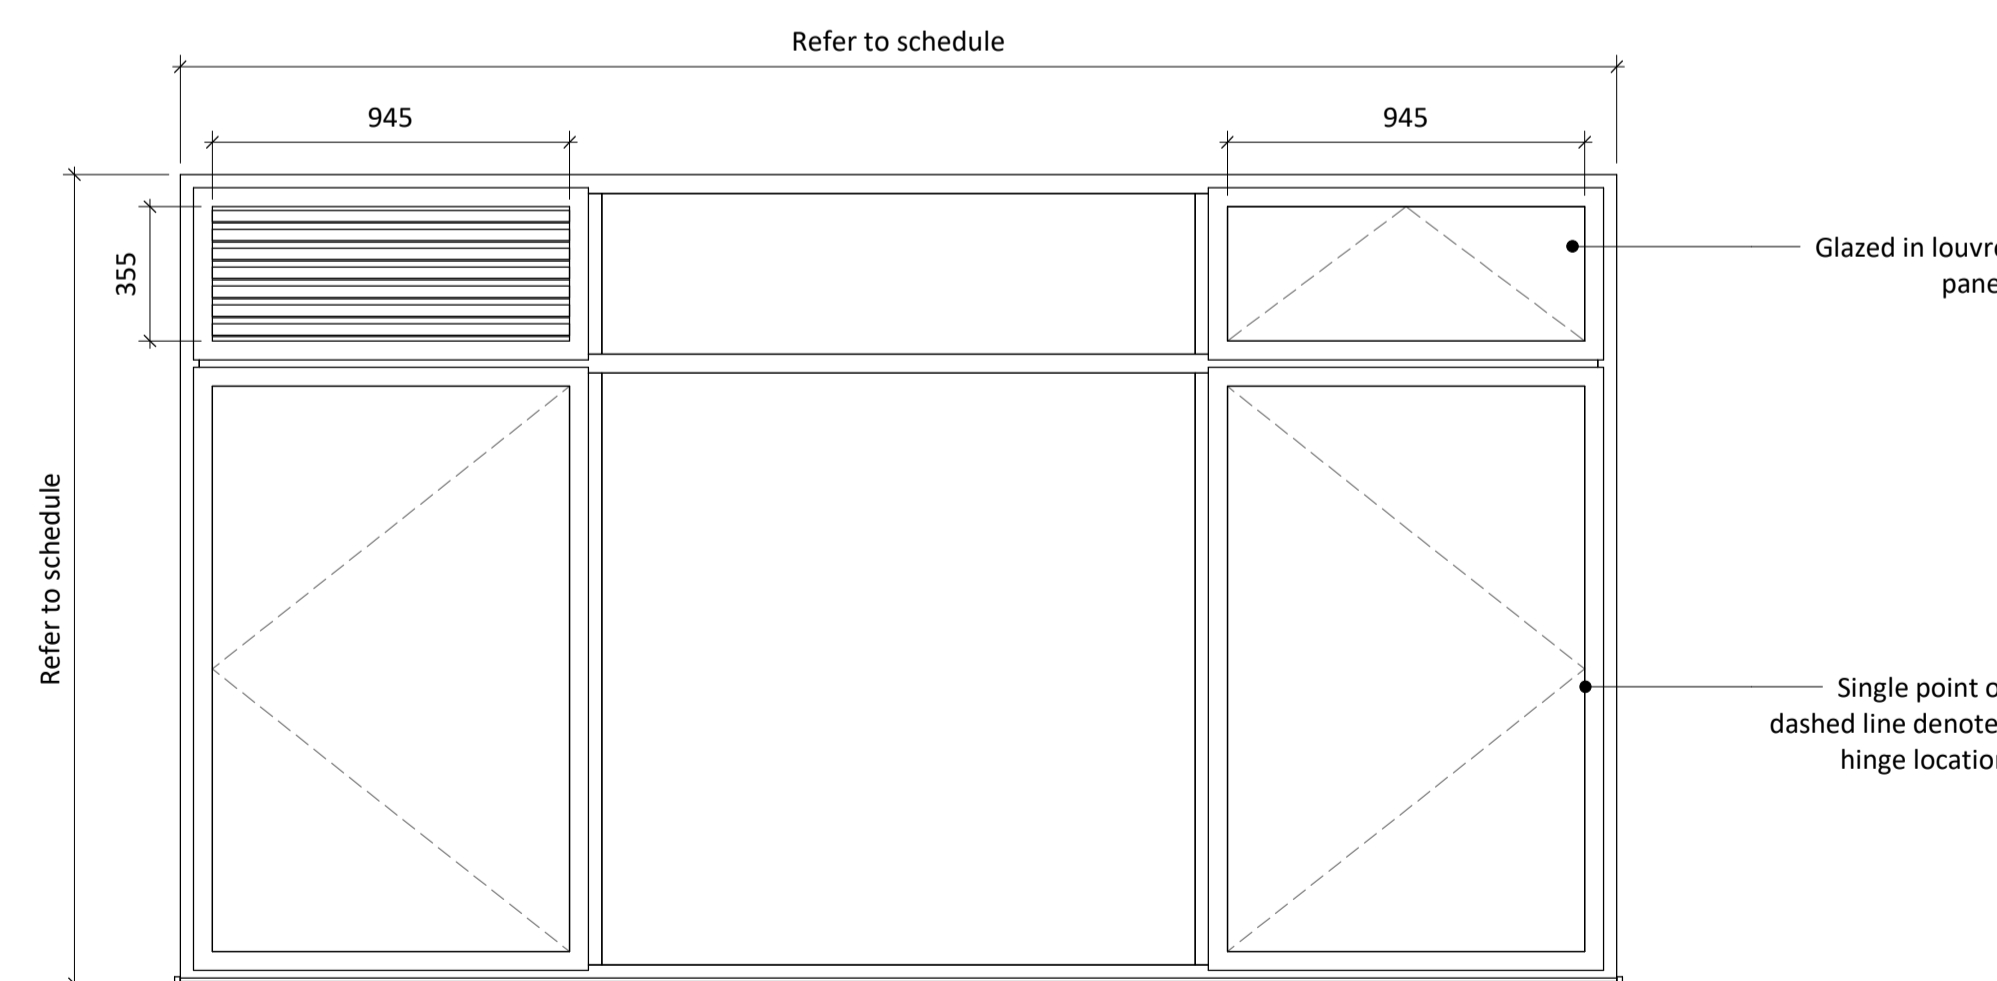 Refer to schedule
945
945
355
Glazed in louvre
pane
Refer to schedule
Single point o
dashed line denote
hinge location